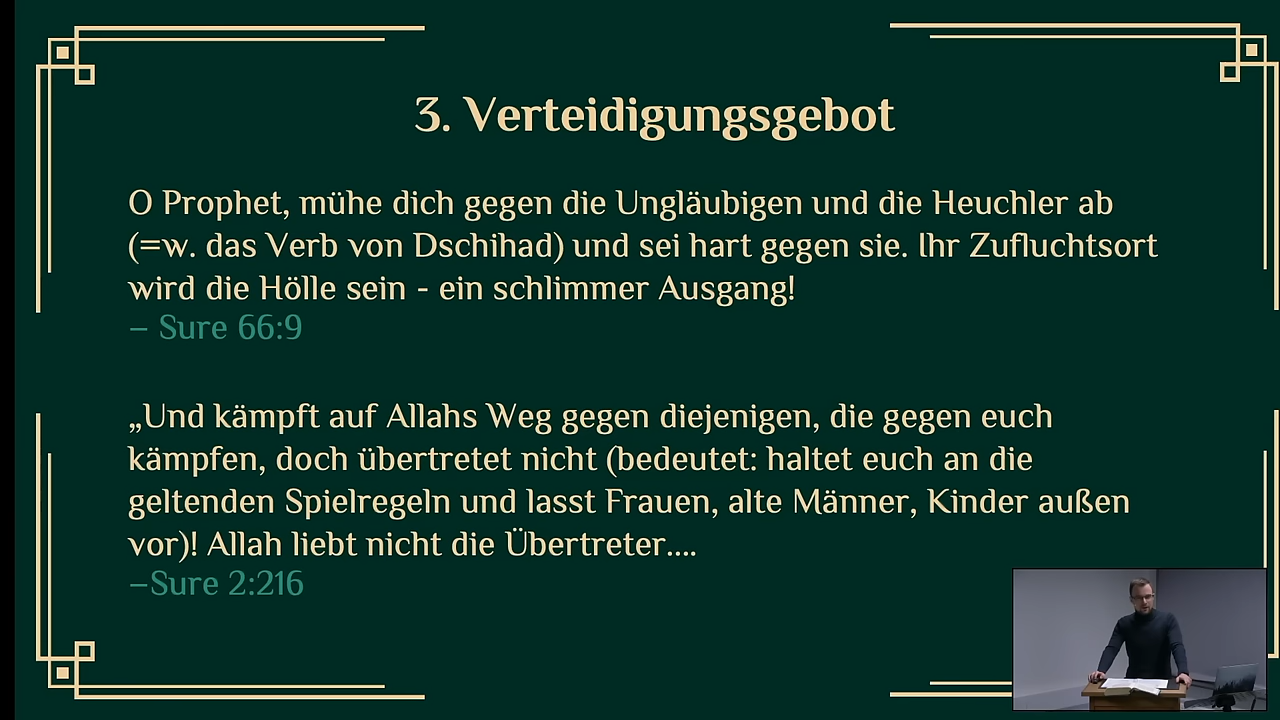 3. Verteidigungsgebot
O Prophet, mühe dich gegen die Ungläubigen und die Heuchler ab
(=w. das Verb von Dschihad) und sei hart gegen sie. Ihr Zufluchtsort
wird die Hölle sein - ein schlimmer Ausgang!
– Sure 66:9
„Und kämpft auf Allahs Weg gegen diejenigen, die gegen euch
kämpfen, doch übertretet nicht (bedeutet: haltet euch an die
geltenden Spielregeln und lasst Frauen, alte Männer, Kinder außen
vor)! Allah liebt nicht die Übertreter....
–Sure 2:216